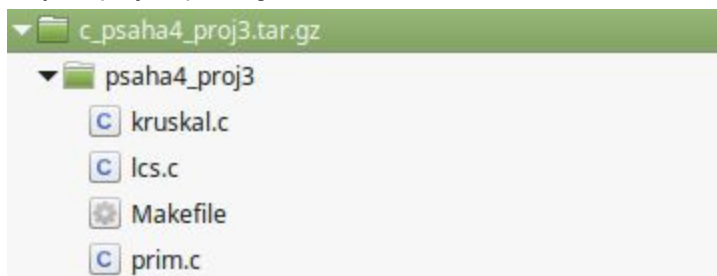 c_psaha4_proj3.tar.gz
psaha4_proj3
C kruskal.c
C lcs.c
Makefile
C prim.c